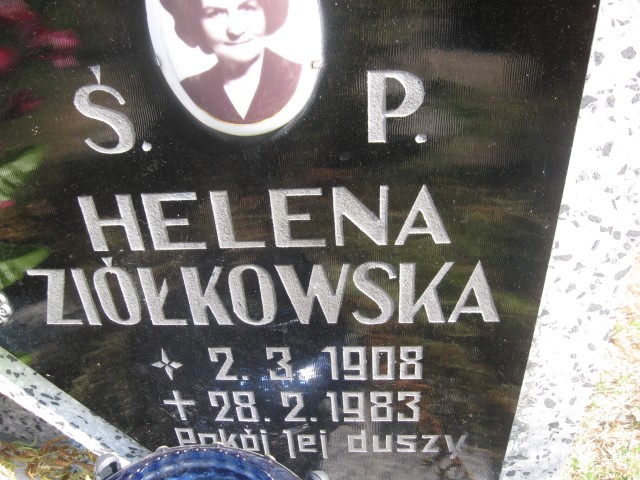 Ś. P.
HELENA
ZIÓŁKOWSKA
2. 3. 1908
+ 28. 2. 1983
Pokój jej duszy